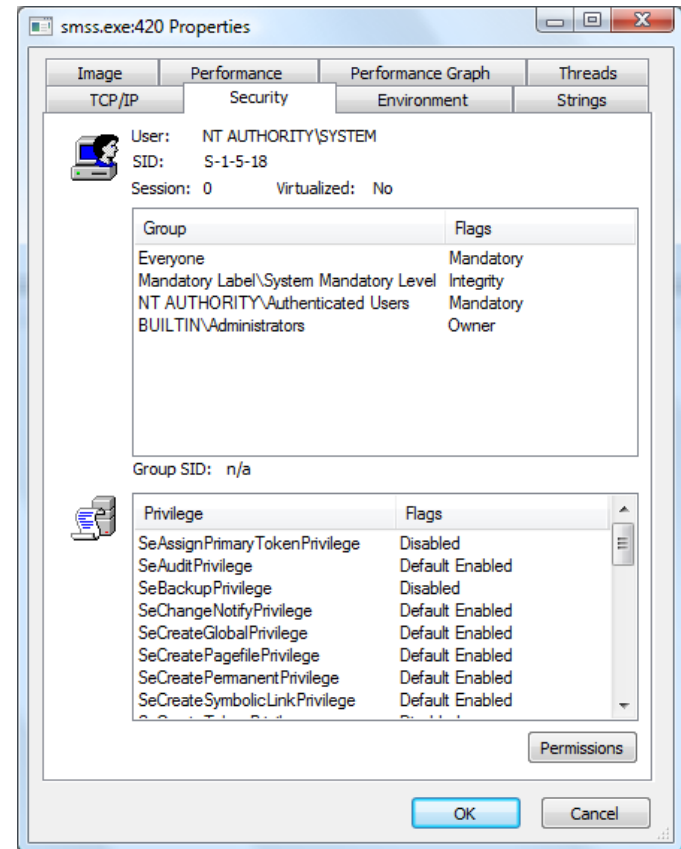 smss.exe:420 Properties
Image Performance Performance Graph Threads
TCP/IP Security Environment Strings
User: NT AUTHORITY\SYSTEM
SID: S-1-5-18
Session: 0 Virtualized: No
Group Flags
Everyone Mandatory
Mandatory Label\System Mandatory Level Integrity
NT AUTHORITY\Authenticated Users Mandatory
BUILTIN\Administrators Owner
Group SID: n/a
Privilege Flags
SeAssignPrimaryTokenPrivilege Disabled
SeAuditPrivilege Default Enabled
SeBackupPrivilege Disabled
SeChangeNotifyPrivilege Default Enabled
SeCreateGlobalPrivilege Default Enabled
SeCreatePagefilePrivilege Default Enabled
SeCreatePermanentPrivilege Default Enabled
SeCreateSymbolicLinkPrivilege Default Enabled
Permissions
OK Cancel